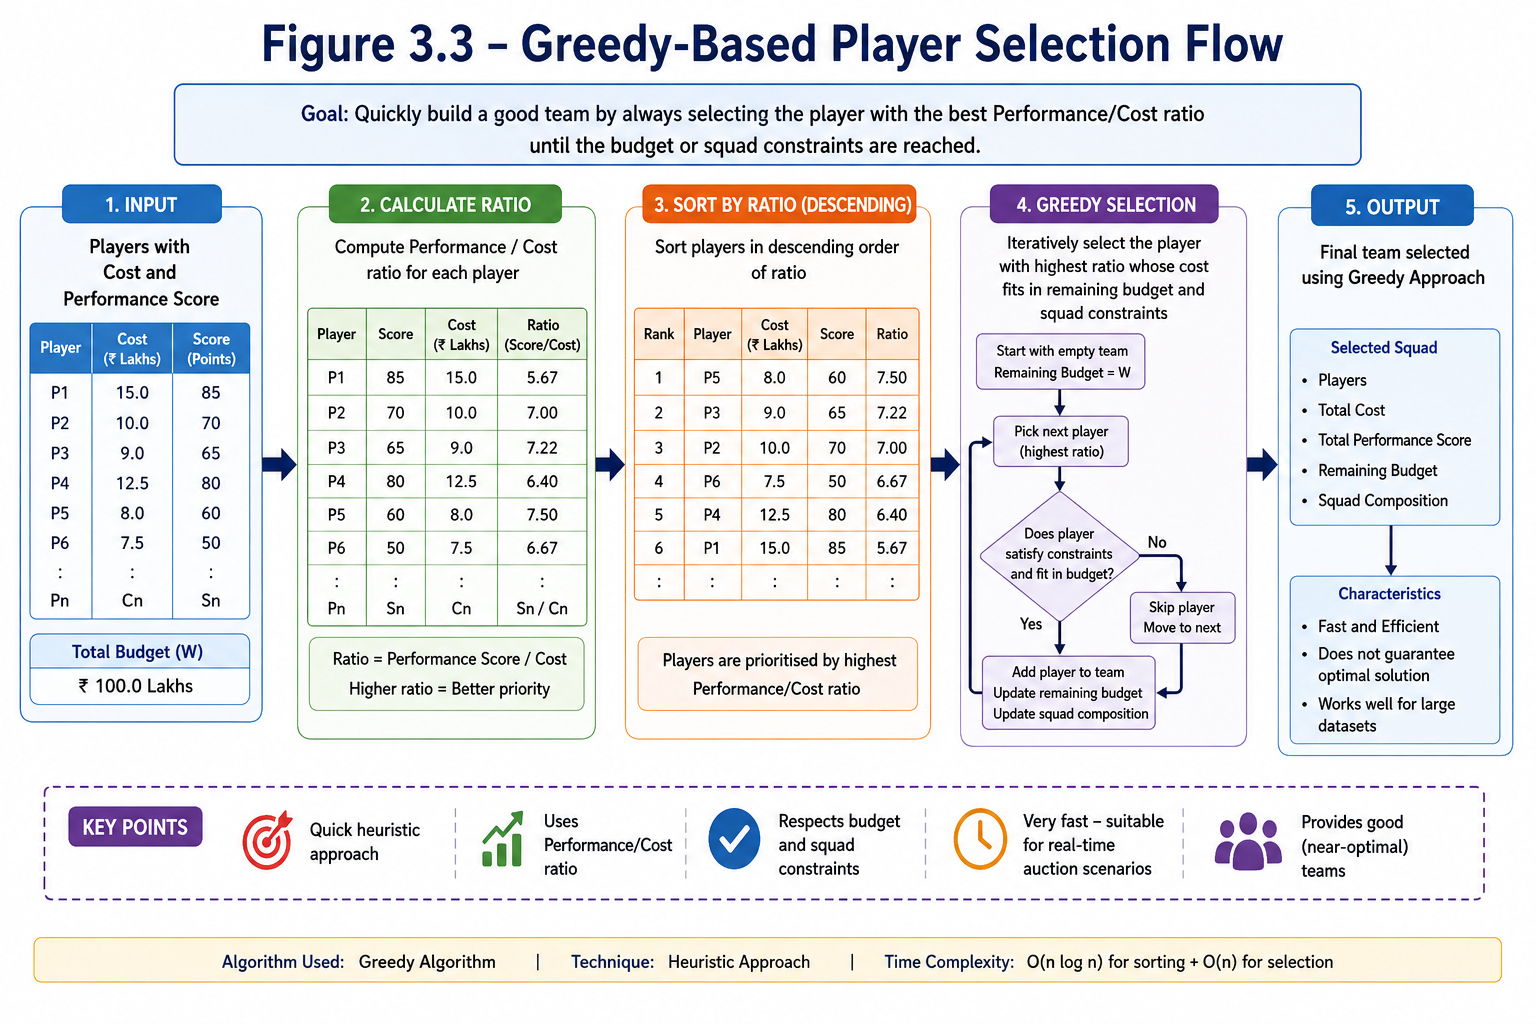 Figure 3.3 – Greedy-Based Player Selection Flow
Goal: Quickly build a good team by always selecting the player with the best Performance/Cost ratio
until the budget or squad constraints are reached.
1. INPUT
Players with
Cost and
Performance Score
Player Cost (₹ Lakhs) Score (Points)
P1 15.0 85
P2 10.0 70
P3 9.0 65
P4 12.5 80
P5 8.0 60
P6 7.5 50
: : :
Pn Cn Sn
Total Budget (W)
₹ 100.0 Lakhs
2. CALCULATE RATIO
Compute Performance / Cost
ratio for each player
Player Score Cost (₹ Lakhs) Ratio (Score/Cost)
P1 85 15.0 5.67
P2 70 10.0 7.00
P3 65 9.0 7.22
P4 80 12.5 6.40
P5 60 8.0 7.50
P6 50 7.5 6.67
: : : :
Pn Sn Cn Sn / Cn
Ratio = Performance Score / Cost
Higher ratio = Better priority
3. SORT BY RATIO (DESCENDING)
Sort players in descending order
of ratio
Rank Player Cost (₹ Lakhs) Score Ratio
1 P5 8.0 60 7.50
2 P3 9.0 65 7.22
3 P2 10.0 70 7.00
4 P6 7.5 50 6.67
5 P4 12.5 80 6.40
6 P1 15.0 85 5.67
: : : : :
Players are prioritised by highest
Performance/Cost ratio
4. GREEDY SELECTION
Iteratively select the player
with highest ratio whose cost
fits in remaining budget and
squad constraints
Start with empty team
Remaining Budget = W
Pick next player
(highest ratio)
Does player
satisfy constraints
and fit in budget?
No
Skip player
Move to next
Yes
Add player to team
Update remaining budget
Update squad composition
5. OUTPUT
Final team selected
using Greedy Approach
Selected Squad
• Players
• Total Cost
• Total Performance Score
• Remaining Budget
• Squad Composition
Characteristics
• Fast and Efficient
• Does not guarantee
optimal solution
• Works well for large
datasets
KEY POINTS
Quick heuristic
approach
Uses
Performance/Cost
ratio
Respects budget
and squad
constraints
Very fast – suitable
for real-time
auction scenarios
Provides good
(near-optimal)
teams
Algorithm Used: Greedy Algorithm | Technique: Heuristic Approach | Time Complexity: O(n log n) for sorting + O(n) for selection